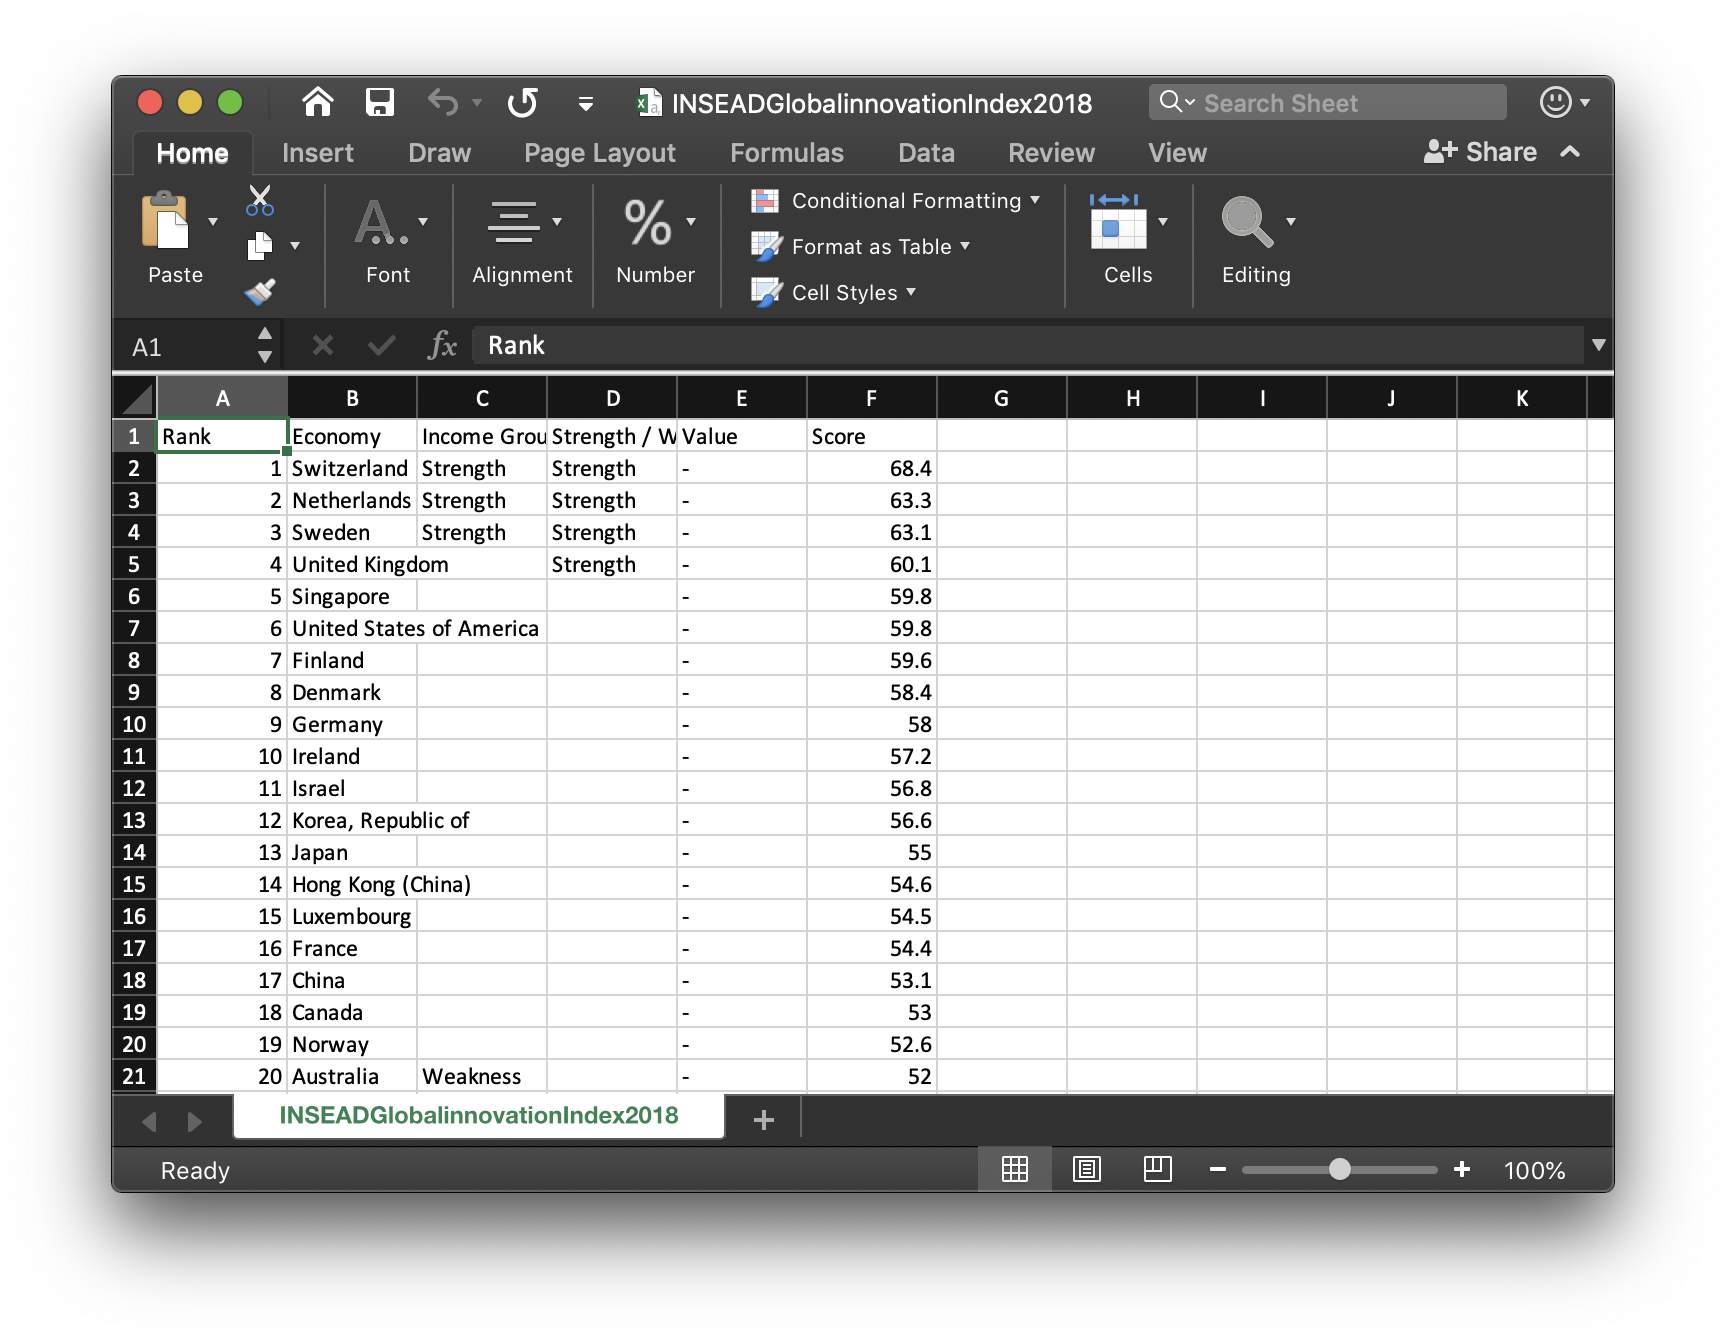 INSEADGlobalinnovationIndex2018 Search Sheet
Home Insert Draw Page Layout Formulas Data Review View Share
Paste Font Alignment Number Conditional Formatting Format as Table Cell Styles Cells Editing
A1 fx Rank
A B C D E F G H I J K
1 Rank Economy Income Grou Strength / W Value Score
2 1 Switzerland Strength Strength - 68.4
3 2 Netherlands Strength Strength - 63.3
4 3 Sweden Strength Strength - 63.1
5 4 United Kingdom Strength - 60.1
6 5 Singapore - 59.8
7 6 United States of America - 59.8
8 7 Finland - 59.6
9 8 Denmark - 58.4
10 9 Germany - 58
11 10 Ireland - 57.2
12 11 Israel - 56.8
13 12 Korea, Republic of - 56.6
14 13 Japan - 55
15 14 Hong Kong (China) - 54.6
16 15 Luxembourg - 54.5
17 16 France - 54.4
18 17 China - 53.1
19 18 Canada - 53
20 19 Norway - 52.6
21 20 Australia Weakness - 52
INSEADGlobalinnovationIndex2018 +
Ready 100%